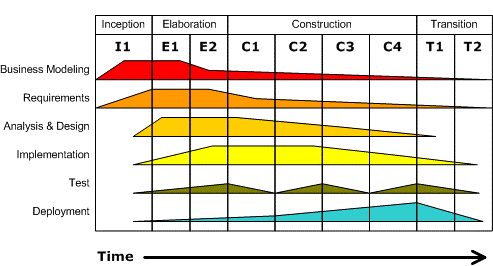 Inception Elaboration Construction Transition
I1 E1 E2 C1 C2 C3 C4 T1 T2
Business Modeling
Requirements
Analysis & Design
Implementation
Test
Deployment
Time